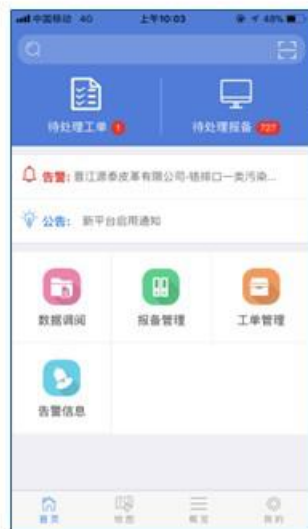 中国移动 4G 上午10:03 48%
待处理工单 1 待处理报备 727
告警: 晋江源泰皮革有限公司-铬排口一类污染...
公告: 新平台启用通知
数据调阅 报备管理 工单管理
告警信息
首页 地图 概览 我的